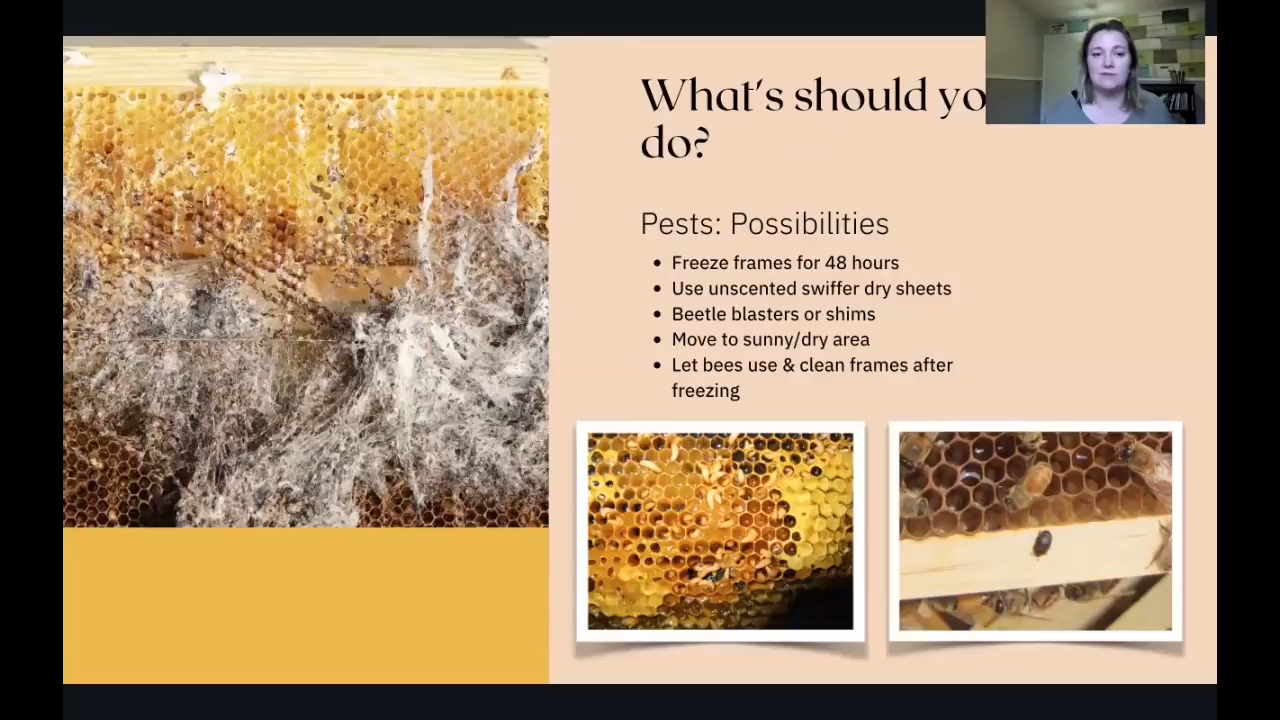 What's should yo
do?
Pests: Possibilities
• Freeze frames for 48 hours
• Use unscented swiffer dry sheets
• Beetle blasters or shims
• Move to sunny/dry area
• Let bees use & clean frames after
freezing